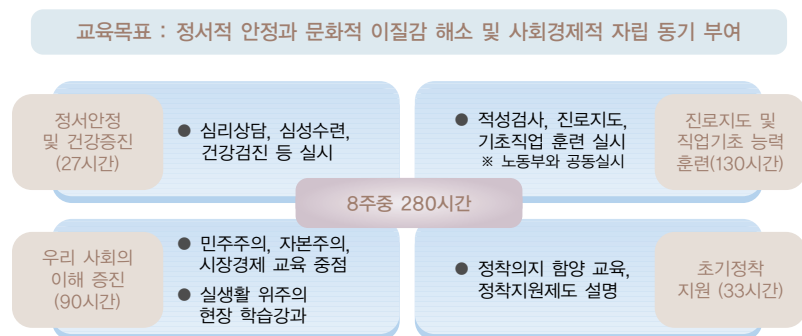 교육목표 : 정서적 안정과 문화적 이질감 해소 및 사회경제적 자립 동기 부여
정서안정
및 건강증진
(27시간)
● 심리상담, 심성수련,
건강검진 등 실시
● 적성검사, 진로지도,
기초직업 훈련 실시
※ 노동부와 공동실시
진로지도 및
직업기초 능력
훈련(130시간)
8주중 280시간
우리 사회의
이해 증진
(90시간)
● 민주주의, 자본주의,
시장경제 교육 중점
● 실생활 위주의
현장 학습강과
● 정착의지 함양 교육,
정착지원제도 설명
초기정착
지원 (33시간)